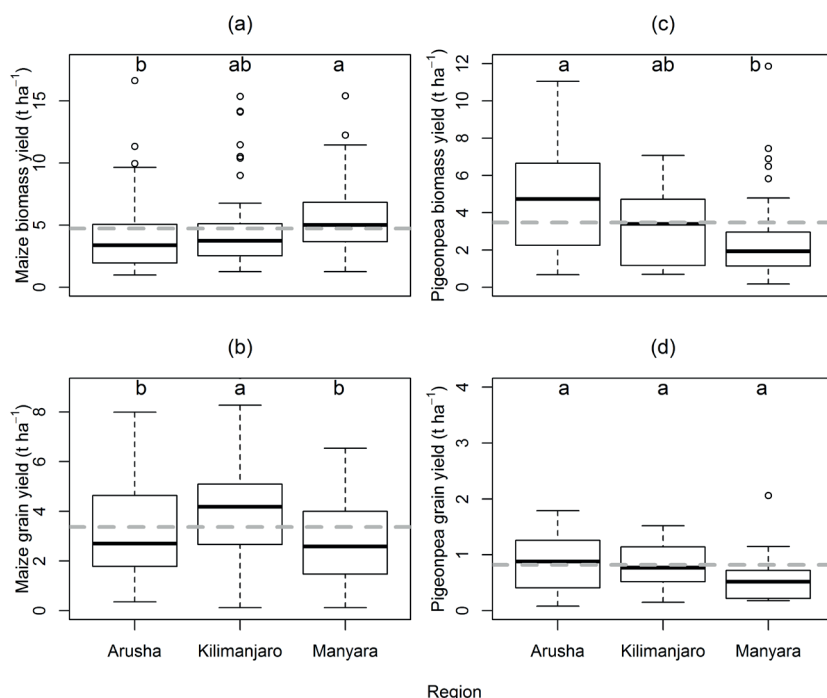 (a)
Maize biomass yield (t ha⁻¹)
15
10
5
0
b ab a
(c)
Pigeonpea biomass yield (t ha⁻¹)
12
10
8
6
4
2
0
a ab b
(b)
Maize grain yield (t ha⁻¹)
8
6
4
2
0
b a b
Arusha Kilimanjaro Manyara
(d)
Pigeonpea grain yield (t ha⁻¹)
4
3
2
1
0
a a a
Arusha Kilimanjaro Manyara
Region